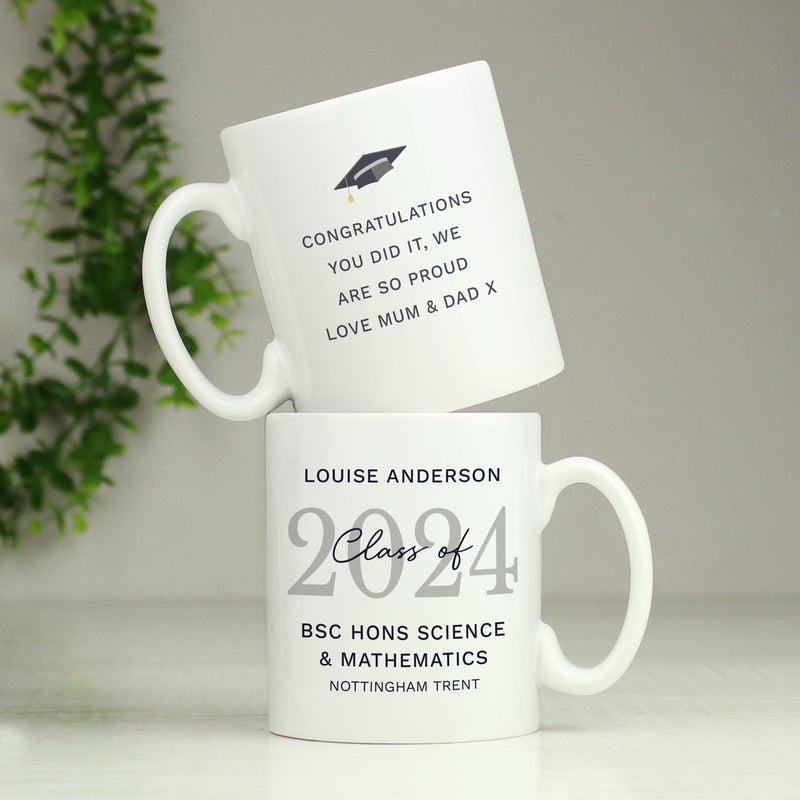 CONGRATULATIONS
YOU DID IT, WE
ARE SO PROUD
LOVE MUM & DAD X
LOUISE ANDERSON
2024
Class of
BSC HONS SCIENCE
& MATHEMATICS
NOTTINGHAM TRENT